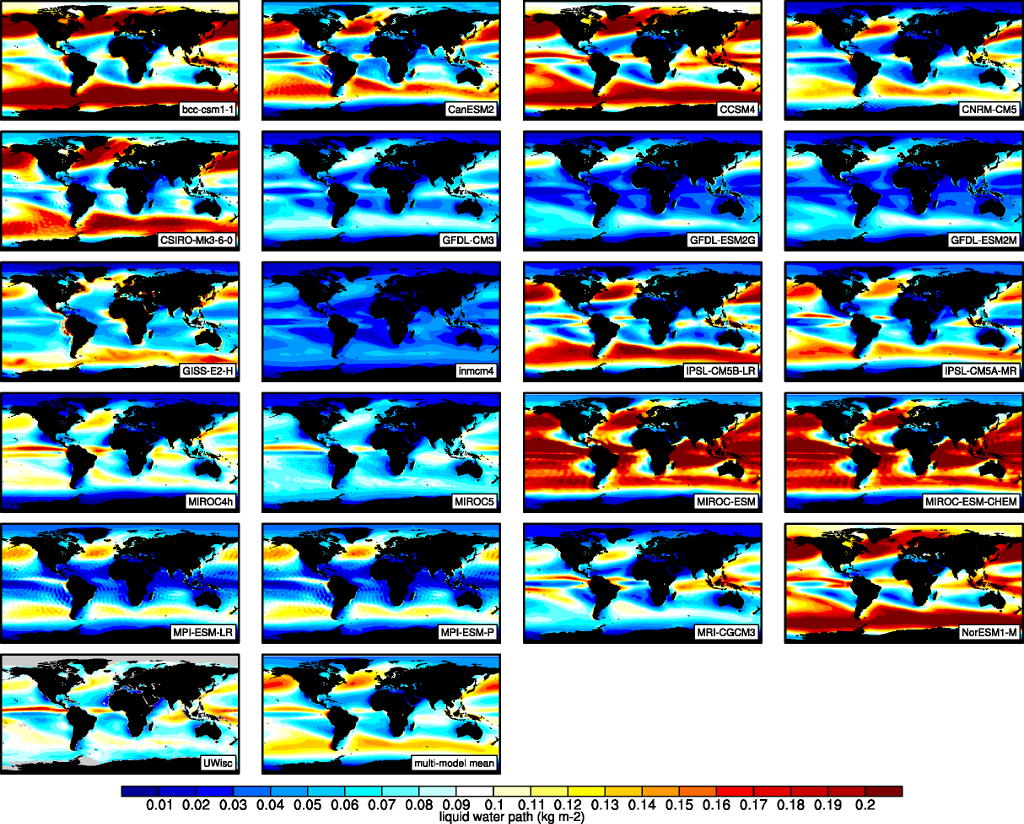 bcc-csm1-1
CanESM2
CCSM4
CNRM-CM5
CSIRO-Mk3-6-0
GFDL-CM3
GFDL-ESM2G
GFDL-ESM2M
GISS-E2-H
inmcm4
IPSL-CM5B-LR
IPSL-CM5A-MR
MIROC4h
MIROC5
MIROC-ESM
MIROC-ESM-CHEM
MPI-ESM-LR
MPI-ESM-P
MRI-CGCM3
NorESM1-M
UWisc
multi-model mean
0.01 0.02 0.03 0.04 0.05 0.06 0.07 0.08 0.09 0.1 0.11 0.12 0.13 0.14 0.15 0.16 0.17 0.18 0.19 0.2
liquid water path (kg m-2)